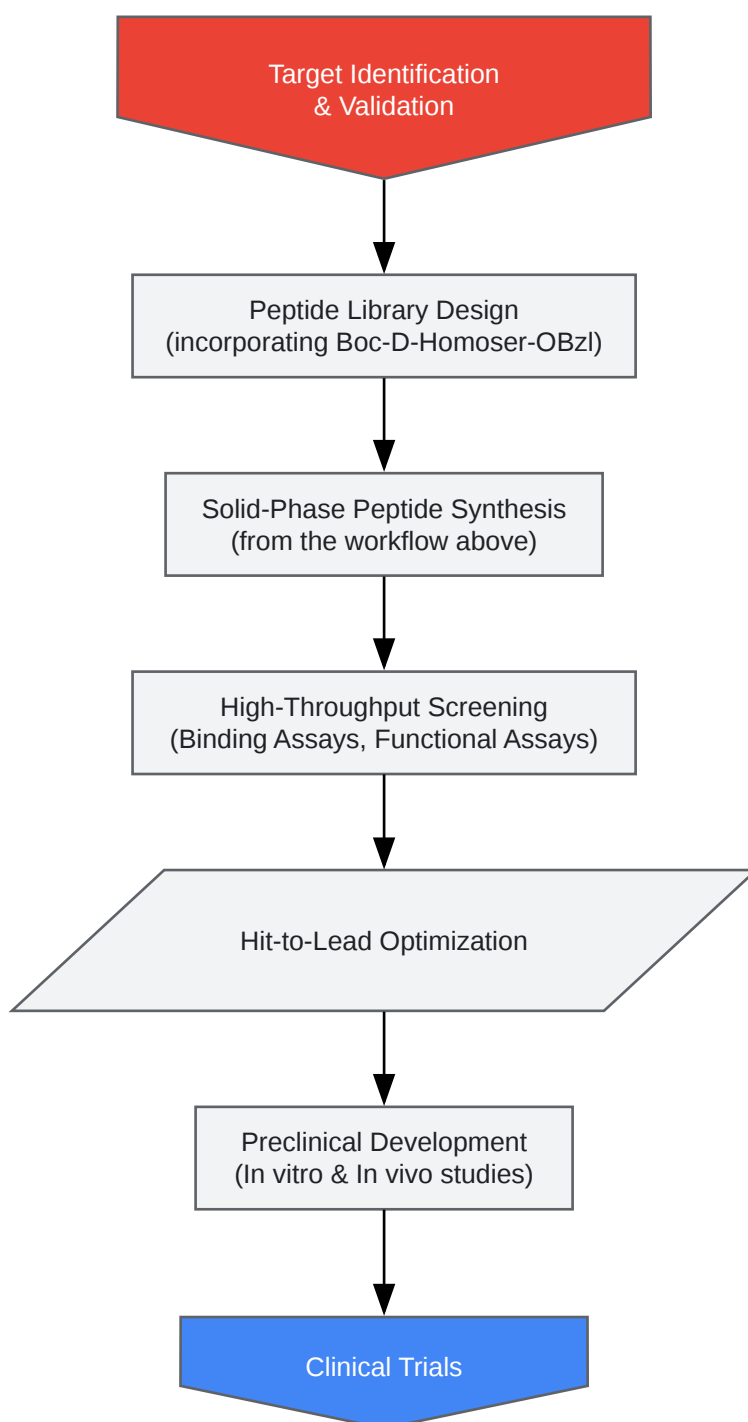 Target Identification
& Validation
Peptide Library Design
(incorporating Boc-D-Homoser-OBzl)
Solid-Phase Peptide Synthesis
(from the workflow above)
High-Throughput Screening
(Binding Assays, Functional Assays)
Hit-to-Lead Optimization
Preclinical Development
(In vitro & In vivo studies)
Clinical Trials